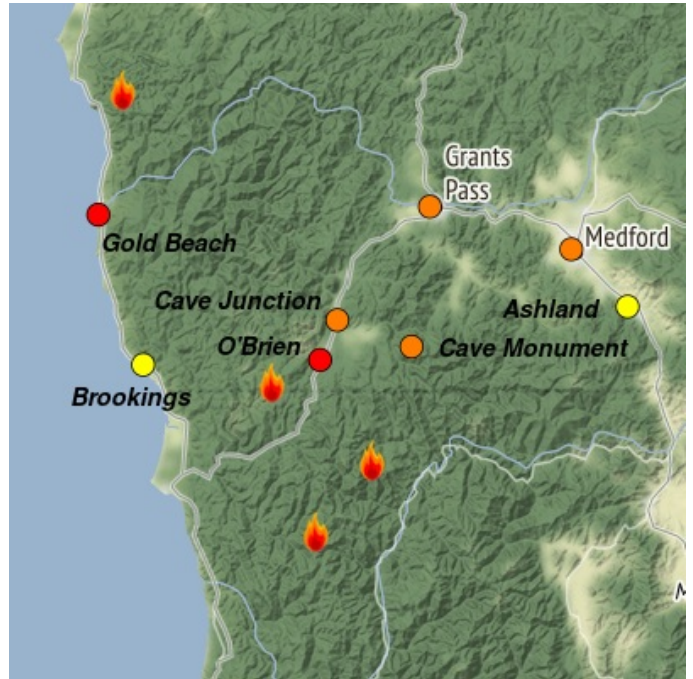 Grants
Pass
Gold Beach
Medford
Cave Junction
Ashland
O'Brien
Cave Monument
Brookings